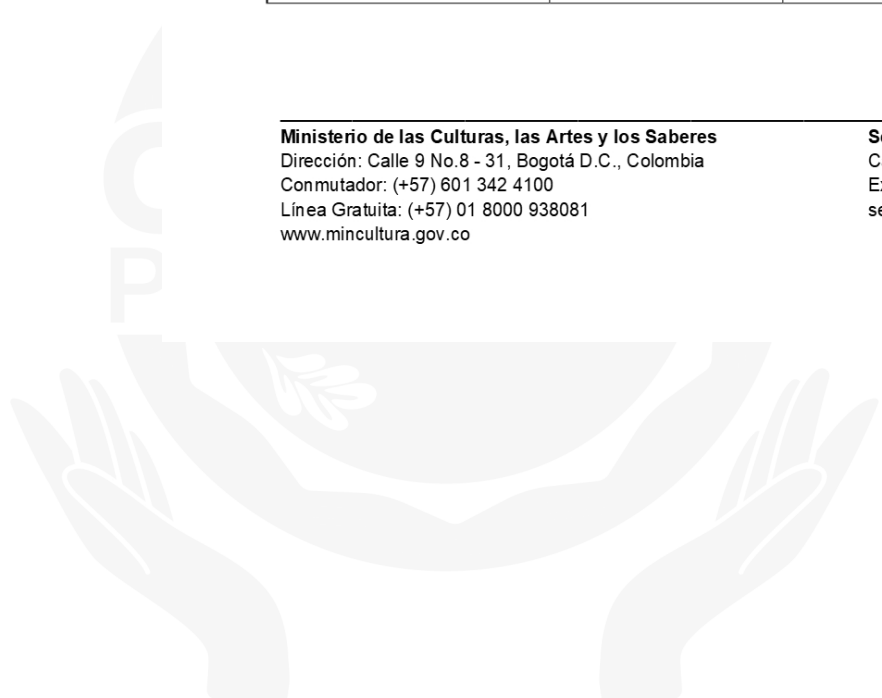 Ministerio de las Culturas, las Artes y los Saberes
Dirección: Calle 9 No.8 - 31, Bogotá D.C., Colombia
Conmutador: (+57) 601 342 4100
Línea Gratuita: (+57) 01 8000 938081
www.mincultura.gov.co